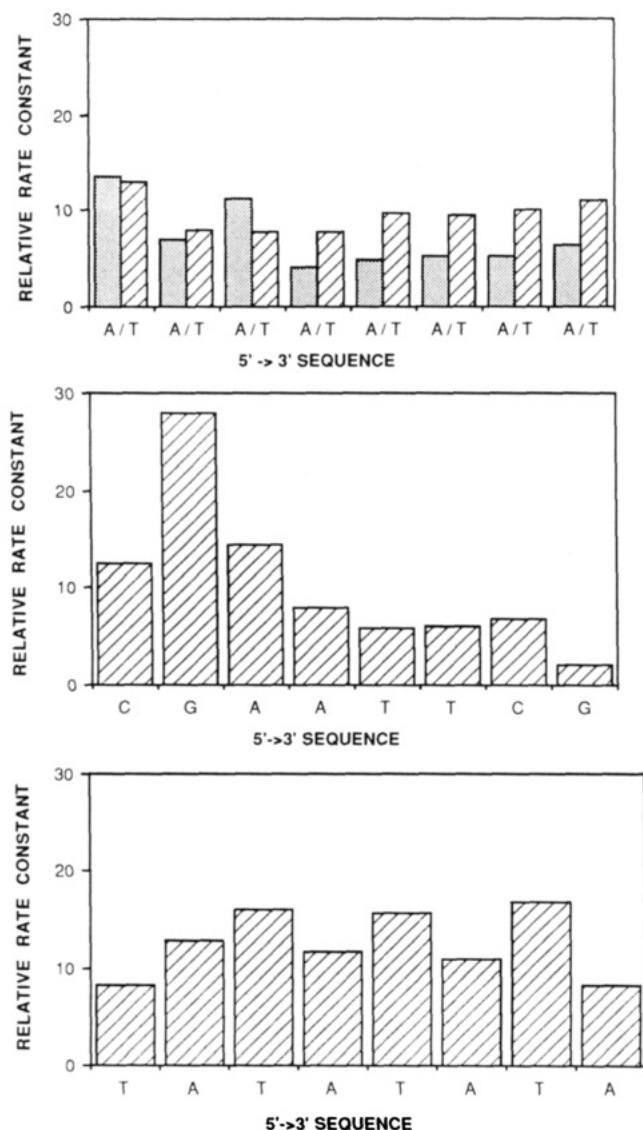 30
20
10
0
RELATIVE RATE CONSTANT
A/T A/T A/T A/T A/T A/T A/T A/T
5' -> 3' SEQUENCE
30
20
10
0
RELATIVE RATE CONSTANT
C G A A T T C G
5'->3' SEQUENCE
30
20
10
0
RELATIVE RATE CONSTANT
T A T A T A T A
5'->3' SEQUENCE